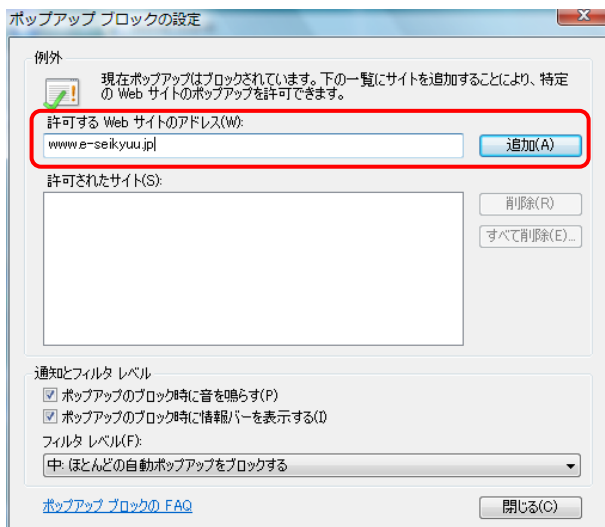 ポップアップ ブロックの設定
例外
現在ポップアップはブロックされています。下の一覧にサイトを追加することにより、特定
の Web サイトのポップアップを許可できます。
許可する Web サイトのアドレス(W):
www.e-seikyuu.jp
追加(A)
許可されたサイト(S):
削除(R)
すべて削除(E)...
通知とフィルタ レベル
ポップアップのブロック時に音を鳴らす(P)
ポップアップのブロック時に情報バーを表示する(I)
フィルタ レベル(F):
中: ほとんどの自動ポップアップをブロックする
ポップアップ ブロックの FAQ
閉じる(C)